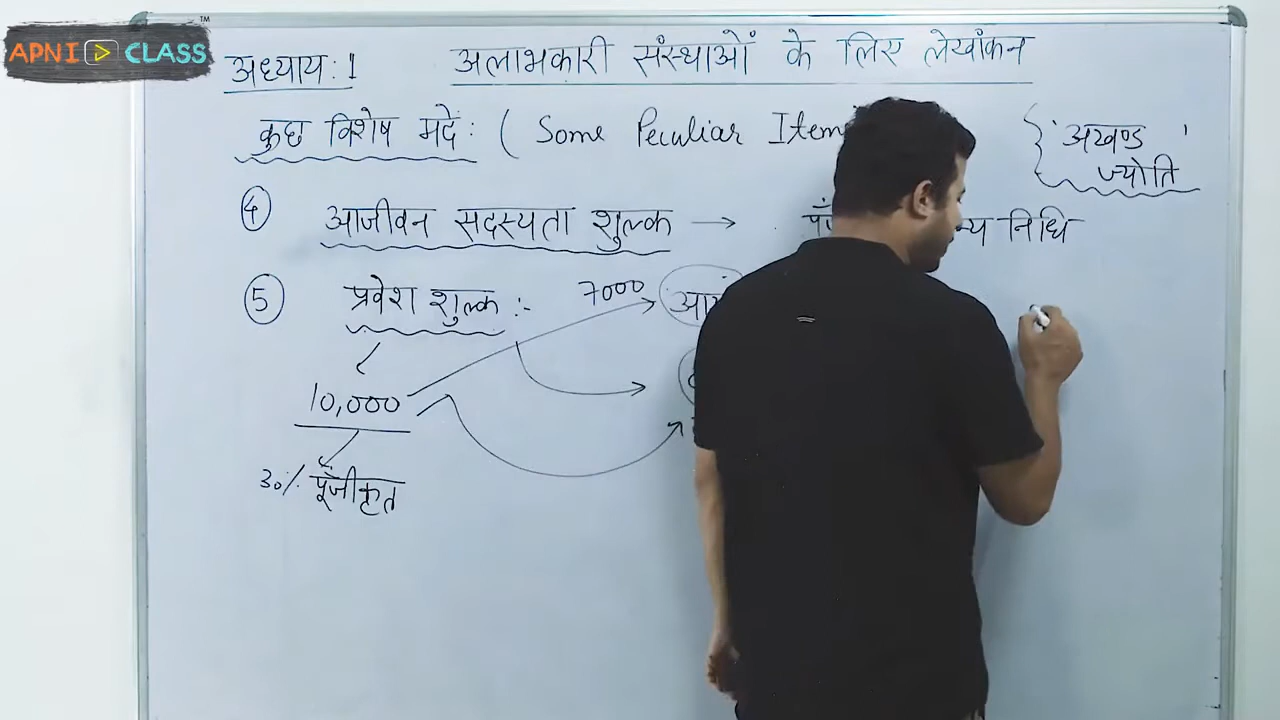 APNI CLASS™
अध्याय : 1 अलाभकारी संस्थाओं के लिए लेखांकन
कुछ विशेष मदें : ( Some Peculiar Item
{ 'अखण्ड '
ज्योति
④ आजीवन सदस्यता शुल्क → निधि
⑤ प्रवेश शुल्क :- 7000
10,000
30% पूँजीकृत